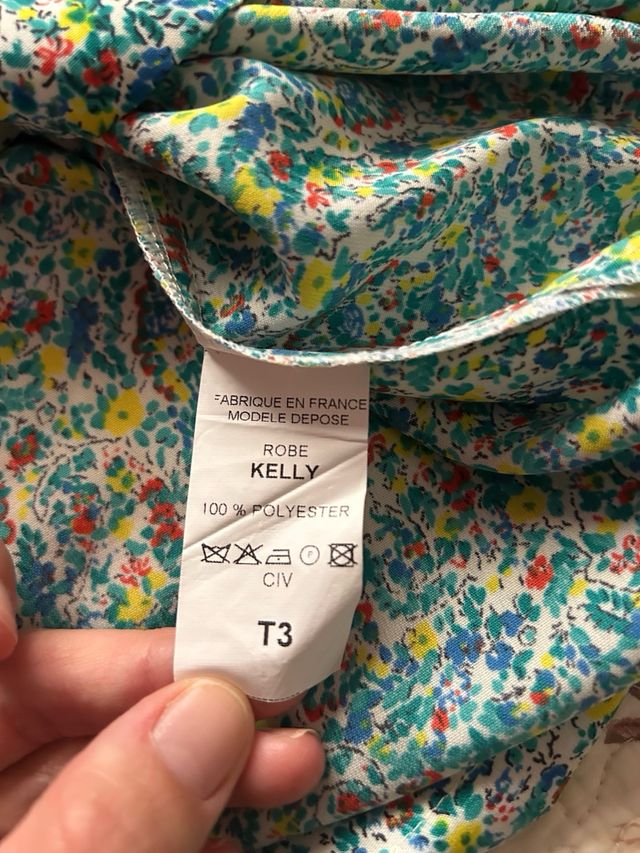 FABRIQUE EN FRANCE
MODELE DEPOSE
ROBE
KELLY
100 % POLYESTER
P
CIV
T3